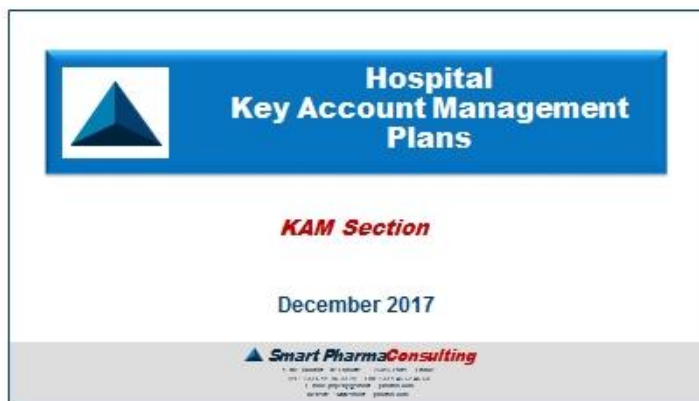 Hospital
Key Account Management
Plans
KAM Section
December 2017
Smart PharmaConsulting